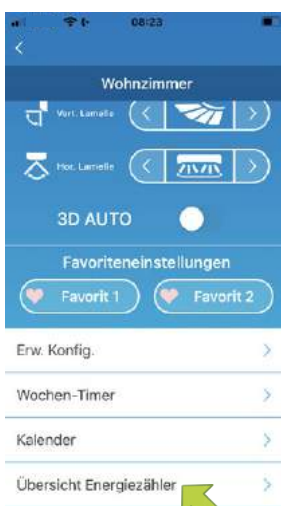 08:23
Wohnzimmer
Vert. Lamelle
Hor. Lamelle
3D AUTO
Favoriteneinstellungen
Favorit 1 Favorit 2
Erw. Konfig.
Wochen-Timer
Kalender
Übersicht Energiezähler